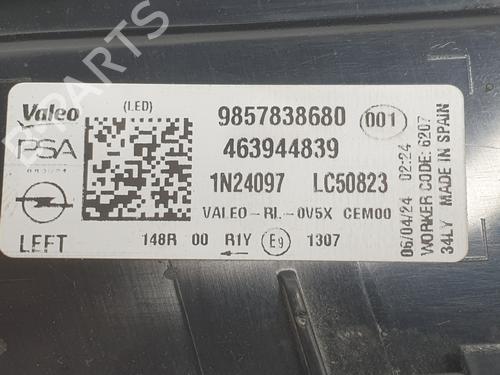 Valeo
(LED)
9857838680 001
PSA
463944839
1N24097 LC50823
VALEO-RL-0V5X CEM00
LEFT
148R 00 R1Y E9 1307
06/04/24 02:24
WORKER CODE: 6207
34LY MADE IN SPAIN
B-PARTS